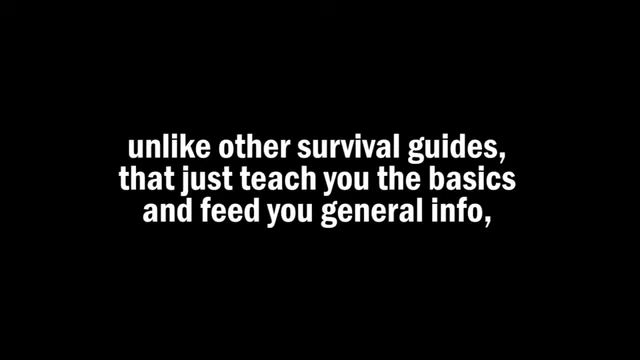 unlike other survival guides,
that just teach you the basics
and feed you general info,